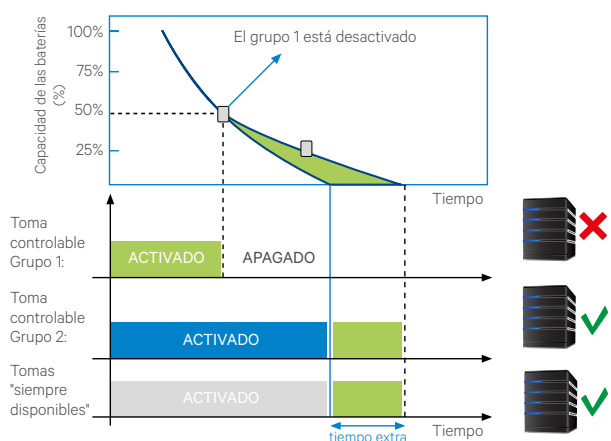 Capacidad de las baterías
(%)
100%
75%
50%
25%
El grupo 1 está desactivado
Tiempo
Toma
controlable
Grupo 1:
ACTIVADO
APAGADO
Toma
controlable
Grupo 2:
ACTIVADO
Tomas
"siempre
disponibles"
ACTIVADO
tiempo extra
Tiempo